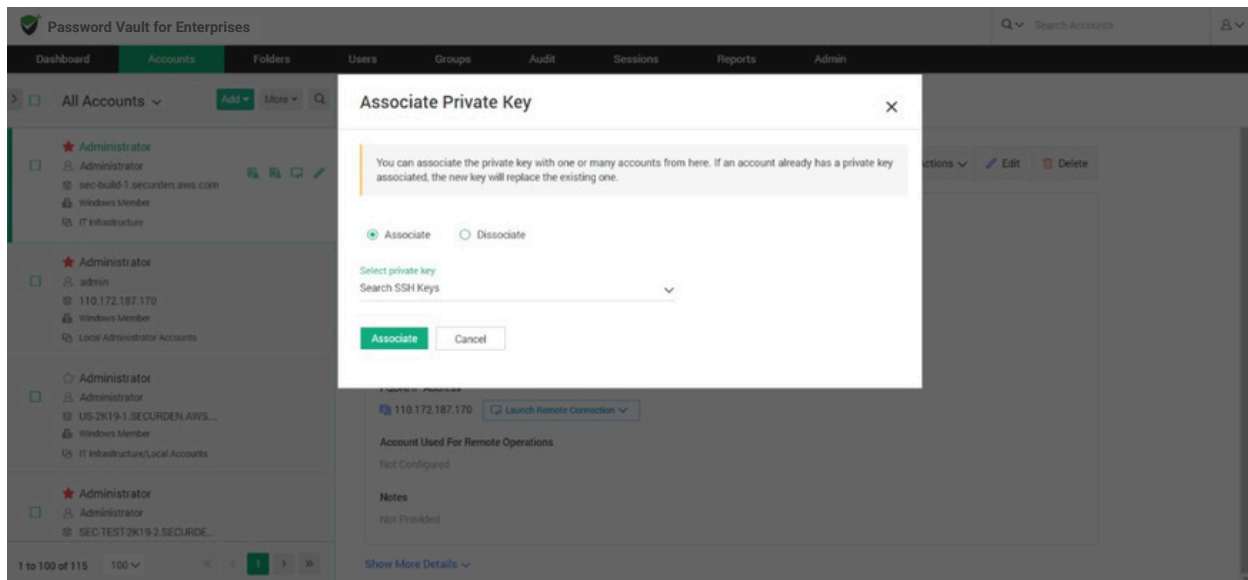 Password Vault for Enterprises
Search Accounts
Dashboard
Accounts
Folders
Users
Groups
Audit
Sessions
Reports
Admin
All Accounts
Add
More
Administrator
Administrator
sec-build-1.securden.aws.com
Windows Member
IT Infrastructure
Administrator
admin
110.172.187.170
Windows Member
Local Administrator Accounts
Administrator
Administrator
US-2K19-1.SECURDEN.AWS...
Windows Member
IT Infrastructure/Local Accounts
Administrator
Administrator
SEC-TEST-2K19-2.SECURDE...
1 to 100 of 115
100
1
Associate Private Key
You can associate the private key with one or many accounts from here. If an account already has a private key
associated, the new key will replace the existing one.
Associate
Dissociate
Select private key
Search SSH Keys
Associate
Cancel
Edit
Delete
110.172.187.170
Launch Remote Connection
Account Used For Remote Operations
Not Configured
Notes
Not Provided
Show More Details